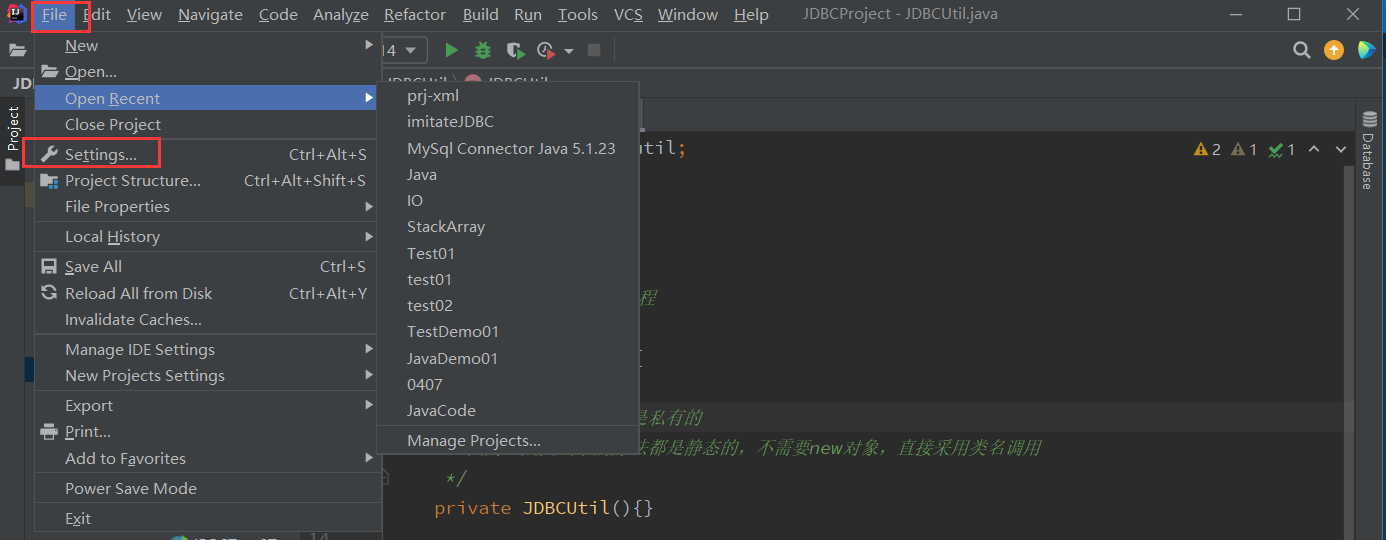 File Edit View Navigate Code Analyze Refactor Build Run Tools VCS Window Help JDBCProject - JDBCUtil.java
New
14
Open...
JDBCUtil
Open Recent
prj-xml
Close Project
imitateJDBC
Project
Settings... Ctrl+Alt+S
MySql Connector Java 5.1.23
util;
2 1 1
Database
Project Structure... Ctrl+Alt+Shift+S
Java
File Properties
IO
Local History
StackArray
Save All Ctrl+S
Test01
Reload All from Disk Ctrl+Alt+Y
test01
程
Invalidate Caches...
test02
Manage IDE Settings
TestDemo01
New Projects Settings
JavaDemo01
0407
Export
JavaCode
是私有的
Print...
Manage Projects...
法都是静态的，不需要new对象，直接采用类名调用
Add to Favorites
*/
Power Save Mode
private JDBCUtil(){}
Exit
14